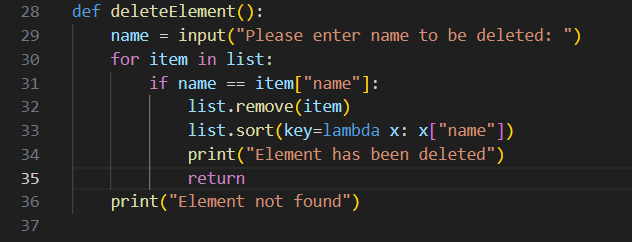 28 def deleteElement():
29     name = input("Please enter name to be deleted: ")
30     for item in list:
31         if name == item["name"]:
32             list.remove(item)
33             list.sort(key=lambda x: x["name"])
34             print("Element has been deleted")
35             return
36     print("Element not found")
37